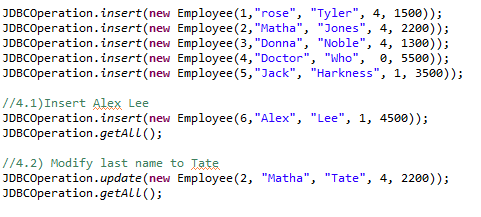 JDBCOperation.insert(new Employee(1,"rose", "Tyler", 4, 1500));
JDBCOperation.insert(new Employee(2,"Matha", "Jones", 4, 2200));
JDBCOperation.insert(new Employee(3,"Donna", "Noble", 4, 1300));
JDBCOperation.insert(new Employee(4,"Doctor", "Who",  0, 5500));
JDBCOperation.insert(new Employee(5,"Jack", "Harkness", 1, 3500));
//4.1)Insert Alex Lee
JDBCOperation.insert(new Employee(6,"Alex", "Lee", 1, 4500));
JDBCOperation.getAll();
//4.2) Modify last name to Tate
JDBCOperation.update(new Employee(2, "Matha", "Tate", 4, 2200));
JDBCOperation.getAll();